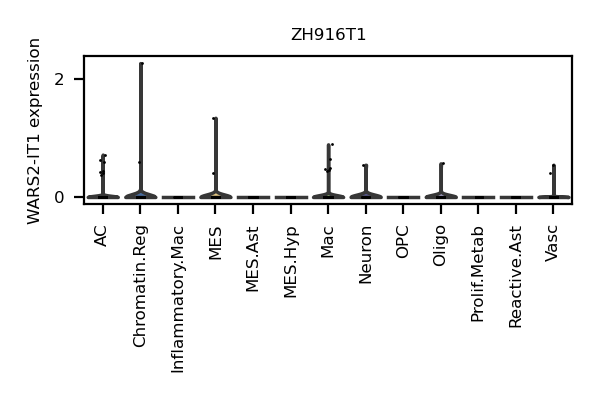 ZH916T1
WARS2-IT1 expression
2
0
AC
Chromatin.Reg
Inflammatory.Mac
MES
MES.Ast
MES.Hyp
Mac
Neuron
OPC
Oligo
Prolif.Metab
Reactive.Ast
Vasc